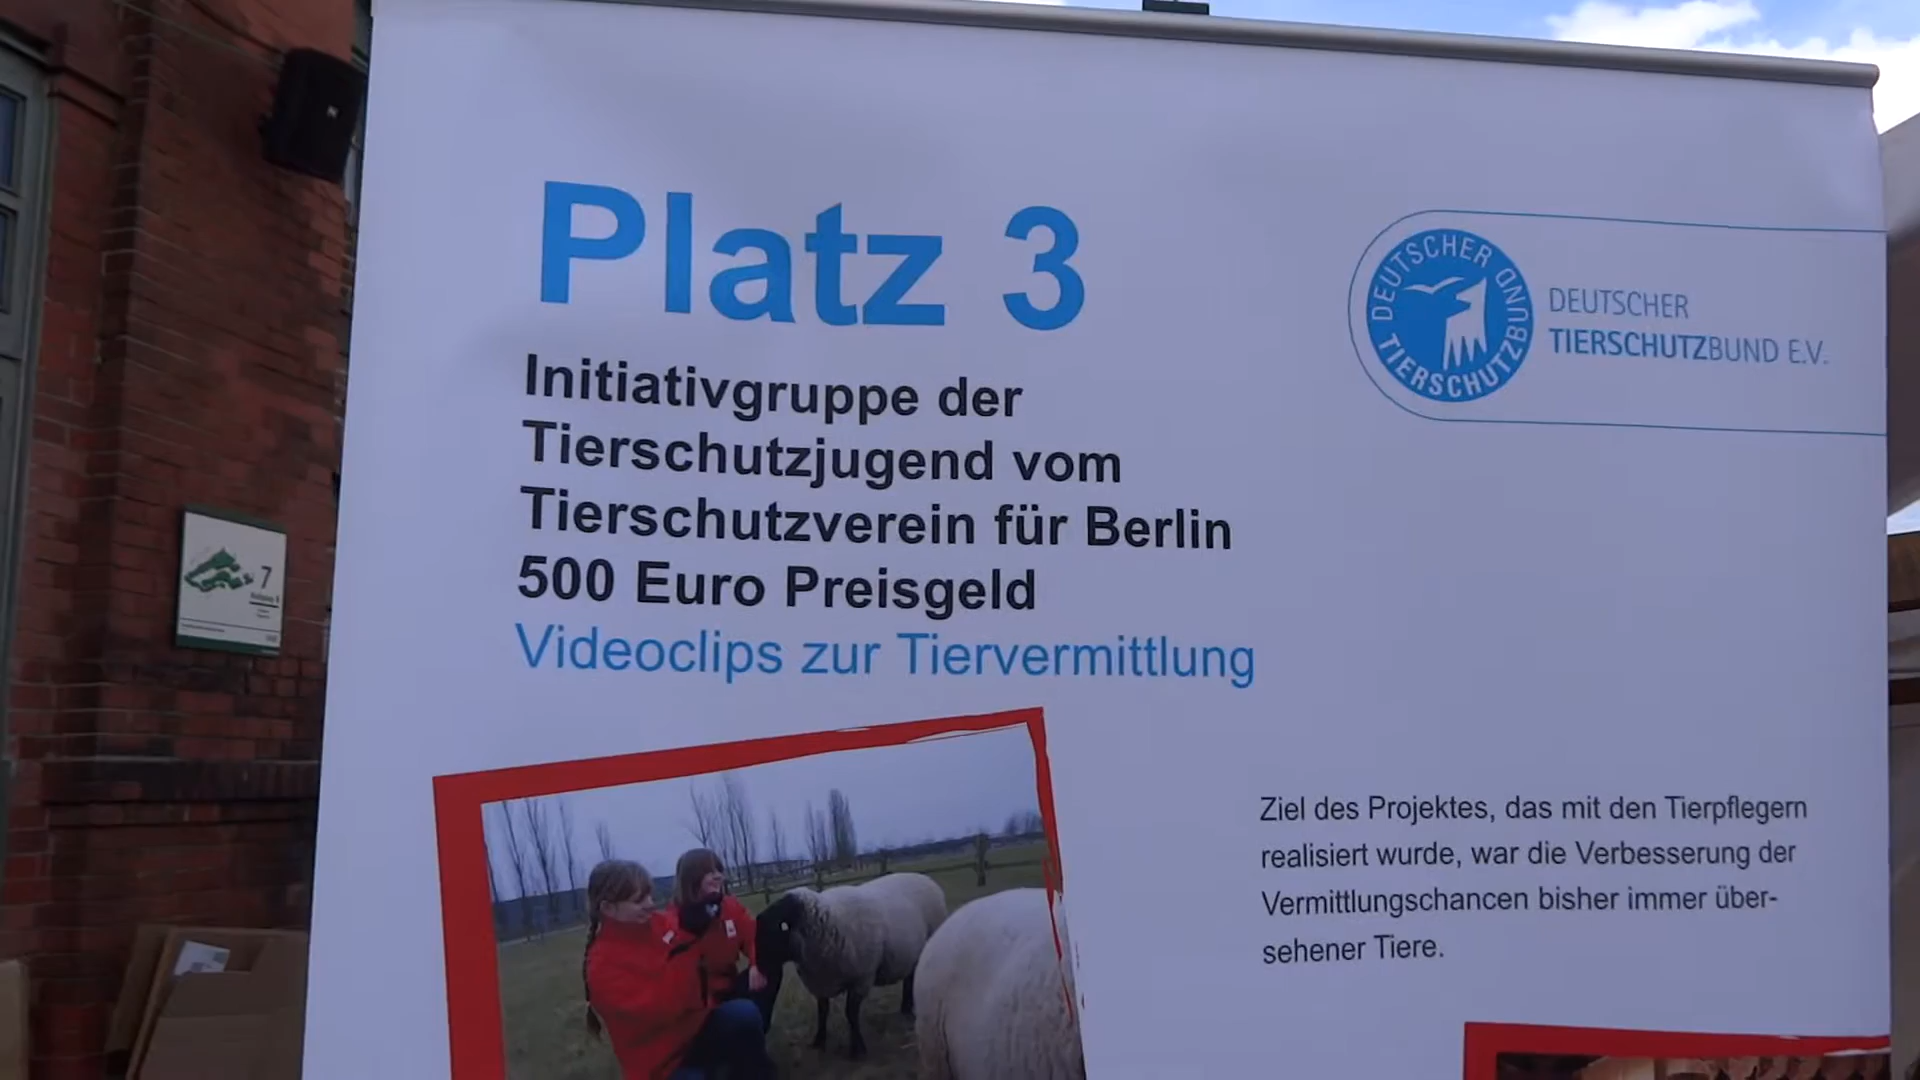 Platz 3
Initiativgruppe der
Tierschutzjugend vom
Tierschutzverein für Berlin
500 Euro Preisgeld
Videoclips zur Tiervermittlung
DEUTSCHER TIERSCHUTZBUND
DEUTSCHER
TIERSCHUTZBUND E.V.
Ziel des Projektes, das mit den Tierpflegern
realisiert wurde, war die Verbesserung der
Vermittlungschancen bisher immer über-
sehener Tiere.
7